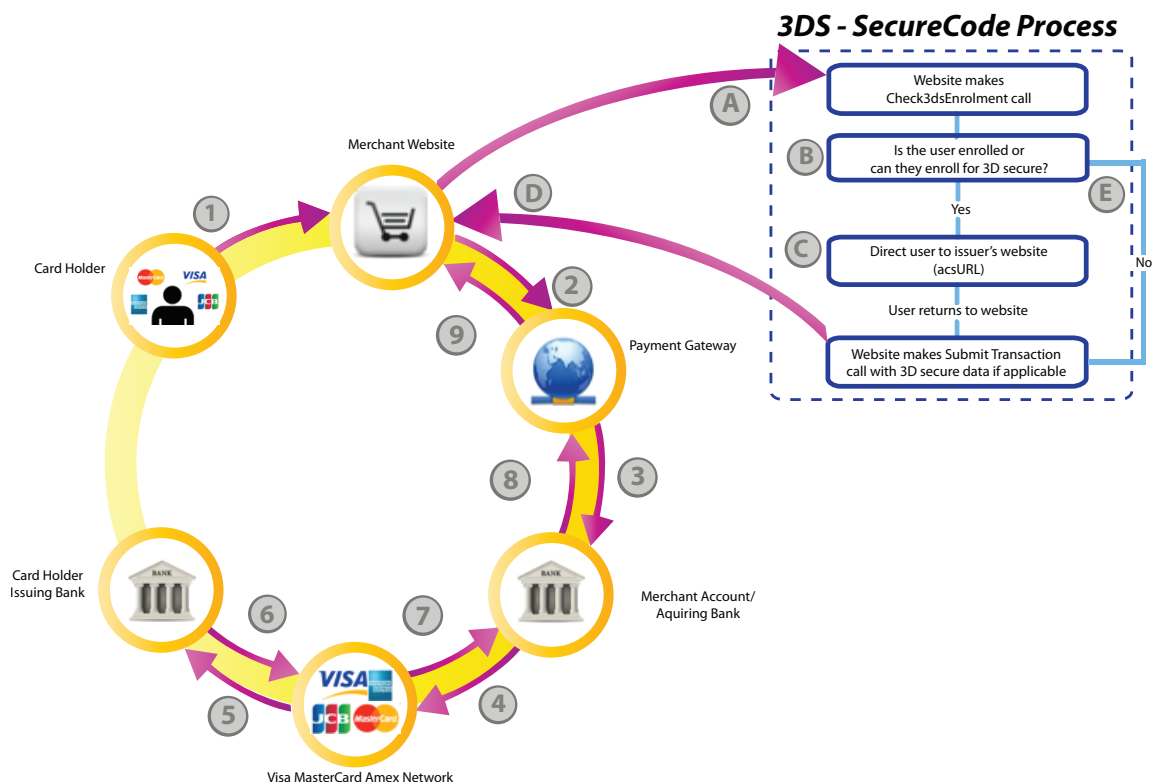 3DS - SecureCode Process
Website makes
Check3dsEnrolment call
A
Merchant Website
B
Is the user enrolled or
can they enroll for 3D secure?
E
D
1
Yes
C
Direct user to issuer's website
(acsURL)
No
Card Holder
MasterCard
VISA
JCB
2
User returns to website
9
Payment Gateway
Website makes Submit Transaction
call with 3D secure data if applicable
8
3
BANK
BANK
Card Holder
Issuing Bank
Merchant Account/
Aquiring Bank
6
7
VISA
JCB
MasterCard
5
4
Visa MasterCard Amex Network